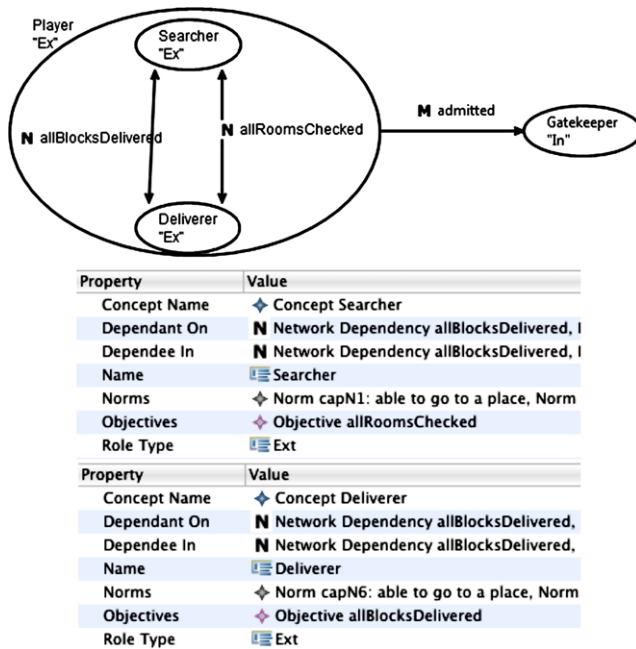 Player
"Ex"
Searcher
"Ex"
N allBlocksDelivered
N allRoomsChecked
M admitted
Gatekeeper
"In"
Deliverer
"Ex"
Property Value
Concept Name Concept Searcher
Dependant On N Network Dependency allBlocksDelivered,
Dependee In N Network Dependency allBlocksDelivered,
Name Searcher
Norms Norm capN1: able to go to a place, Norm
Objectives Objective allRoomsChecked
Role Type Ext
Property Value
Concept Name Concept Deliverer
Dependant On N Network Dependency allBlocksDelivered,
Dependee In N Network Dependency allBlocksDelivered,
Name Deliverer
Norms Norm capN6: able to go to a place, Norm
Objectives Objective allBlocksDelivered
Role Type Ext